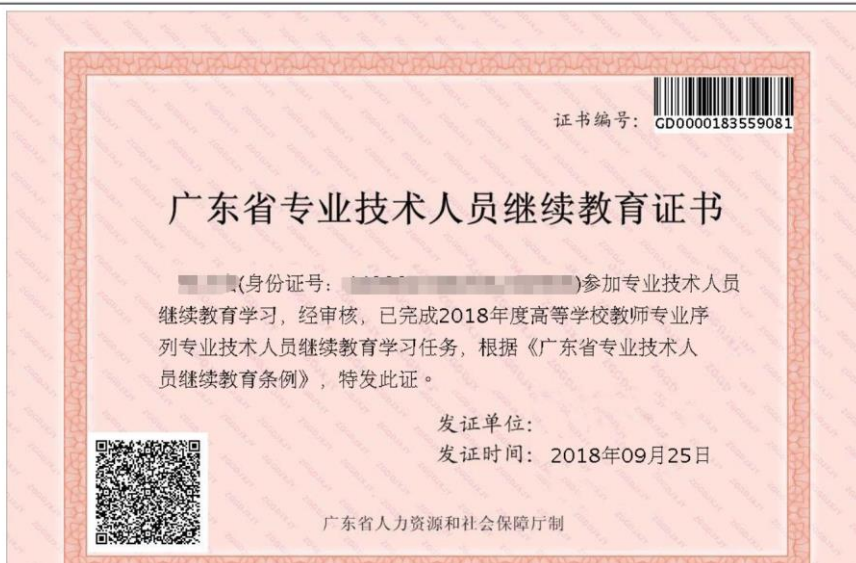 证书编号：
GD0000183559081
广东省专业技术人员继续教育证书
(身份证号： )参加专业技术人员
继续教育学习，经审核，已完成2018年度高等学校教师专业序
列专业技术人员继续教育学习任务，根据《广东省专业技术人
员继续教育条例》，特发此证。
发证单位：
发证时间： 2018年09月25日
广东省人力资源和社会保障厅制